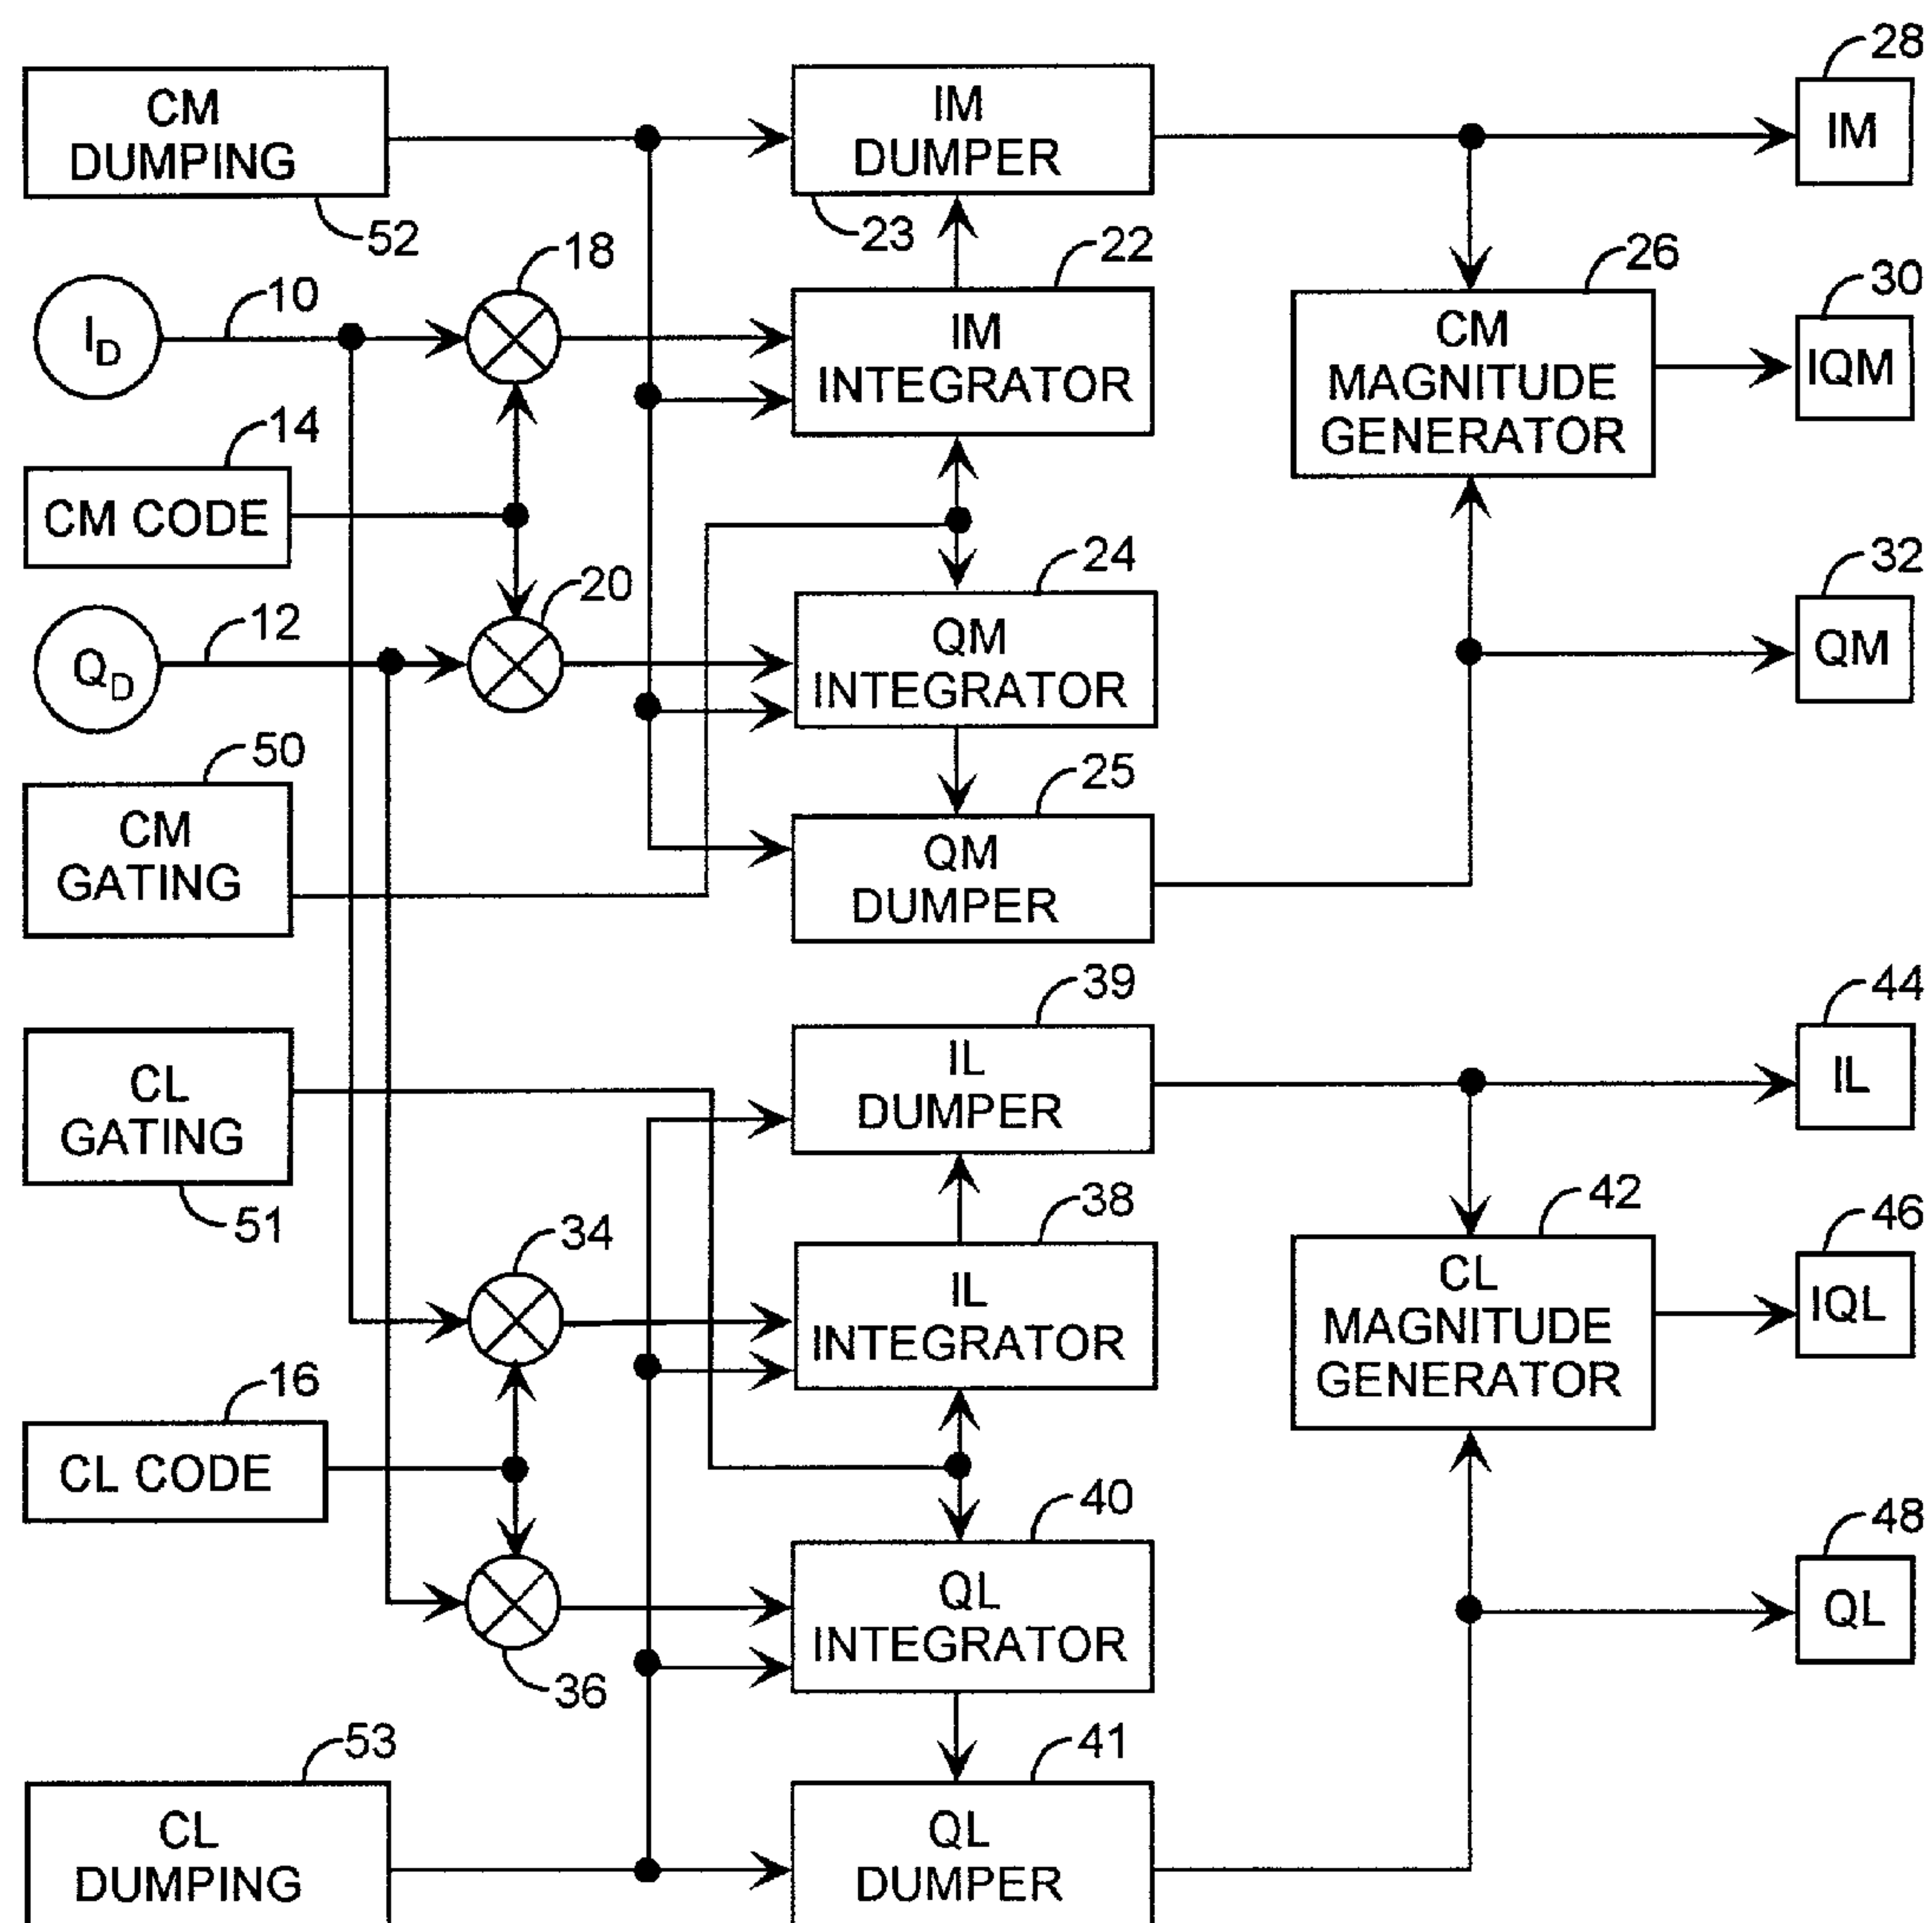 28
CM
DUMPING
IM
DUMPER
IM
52
18
23
22
26
30
10
I_D
IM
INTEGRATOR
CM
MAGNITUDE
GENERATOR
IQM
14
CM CODE
24
32
12
20
Q_D
QM
INTEGRATOR
QM
50
25
CM
GATING
QM
DUMPER
39
44
CL
GATING
IL
DUMPER
IL
51
34
38
42
46
IL
INTEGRATOR
CL
MAGNITUDE
GENERATOR
IQL
16
CL CODE
40
48
QL
INTEGRATOR
QL
36
53
41
CL
DUMPING
QL
DUMPER